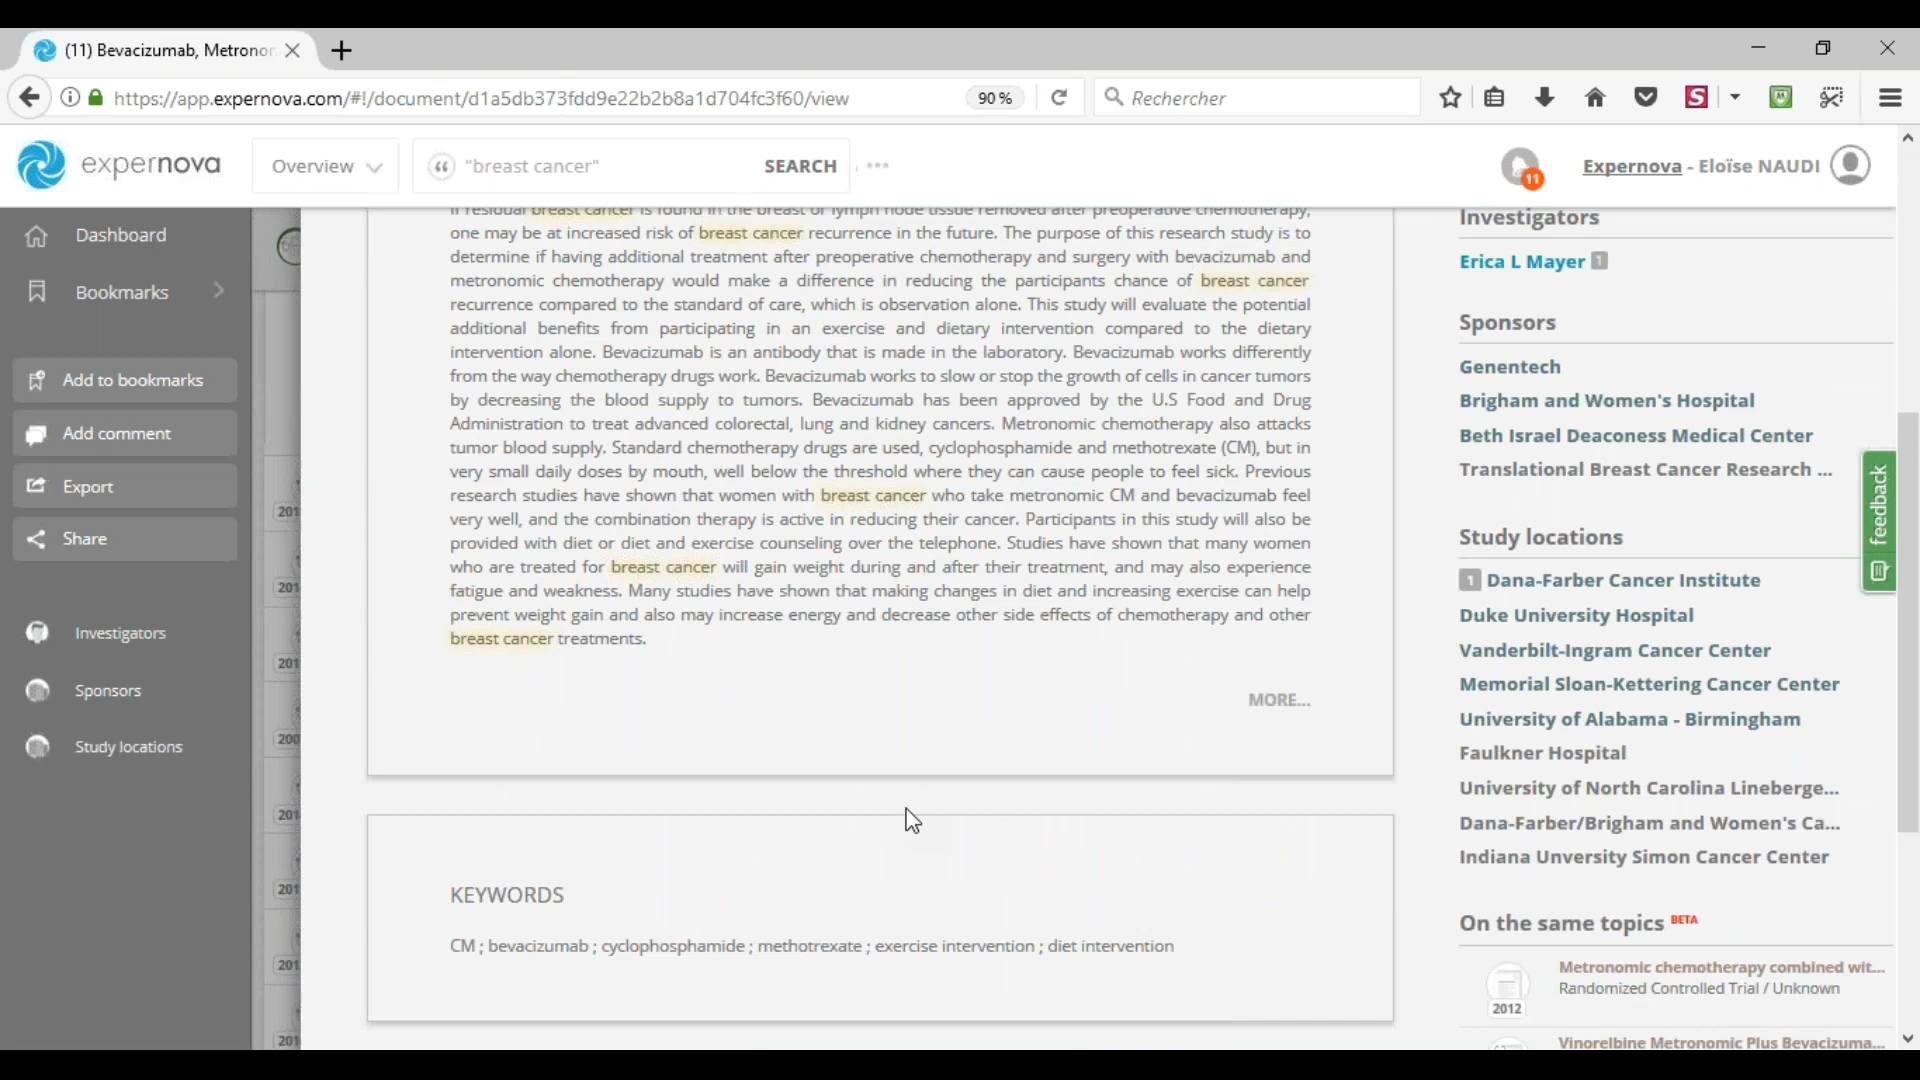 (11) Bevacizumab, Metronor
https://app.expernova.com/#!/document/d1a5db373fdd9e22b2b8a1d704fc3f60/view
90 %
Rechercher
expernova
Overview
"breast cancer"
SEARCH
11
Expernova - Eloïse NAUDI
Dashboard
Bookmarks
Add to bookmarks
Add comment
Export
Share
Investigators
Sponsors
Study locations
If residual breast cancer is found in the breast or lymph node tissue removed after preoperative chemotherapy,
one may be at increased risk of breast cancer recurrence in the future. The purpose of this research study is to
determine if having additional treatment after preoperative chemotherapy and surgery with bevacizumab and
metronomic chemotherapy would make a difference in reducing the participants chance of breast cancer
recurrence compared to the standard of care, which is observation alone. This study will evaluate the potential
additional benefits from participating in an exercise and dietary intervention compared to the dietary
intervention alone. Bevacizumab is an antibody that is made in the laboratory. Bevacizumab works differently
from the way chemotherapy drugs work. Bevacizumab works to slow or stop the growth of cells in cancer tumors
by decreasing the blood supply to tumors. Bevacizumab has been approved by the U.S Food and Drug
Administration to treat advanced colorectal, lung and kidney cancers. Metronomic chemotherapy also attacks
tumor blood supply. Standard chemotherapy drugs are used, cyclophosphamide and methotrexate (CM), but in
very small daily doses by mouth, well below the threshold where they can cause people to feel sick. Previous
research studies have shown that women with breast cancer who take metronomic CM and bevacizumab feel
very well, and the combination therapy is active in reducing their cancer. Participants in this study will also be
provided with diet or diet and exercise counseling over the telephone. Studies have shown that many women
who are treated for breast cancer will gain weight during and after their treatment, and may also experience
fatigue and weakness. Many studies have shown that making changes in diet and increasing exercise can help
prevent weight gain and also may increase energy and decrease other side effects of chemotherapy and other
breast cancer treatments.
MORE...
KEYWORDS
CM ; bevacizumab ; cyclophosphamide ; methotrexate ; exercise intervention ; diet intervention
Investigators
Erica L Mayer 1
Sponsors
Genentech
Brigham and Women's Hospital
Beth Israel Deaconess Medical Center
Translational Breast Cancer Research ...
Study locations
1 Dana-Farber Cancer Institute
Duke University Hospital
Vanderbilt-Ingram Cancer Center
Memorial Sloan-Kettering Cancer Center
University of Alabama - Birmingham
Faulkner Hospital
University of North Carolina Lineberge...
Dana-Farber/Brigham and Women's Ca...
Indiana Unversity Simon Cancer Center
On the same topics BETA
Metronomic chemotherapy combined wit...
Randomized Controlled Trial / Unknown
2012
Vinorelbine Metronomic Plus Bevacizuma...
feedback